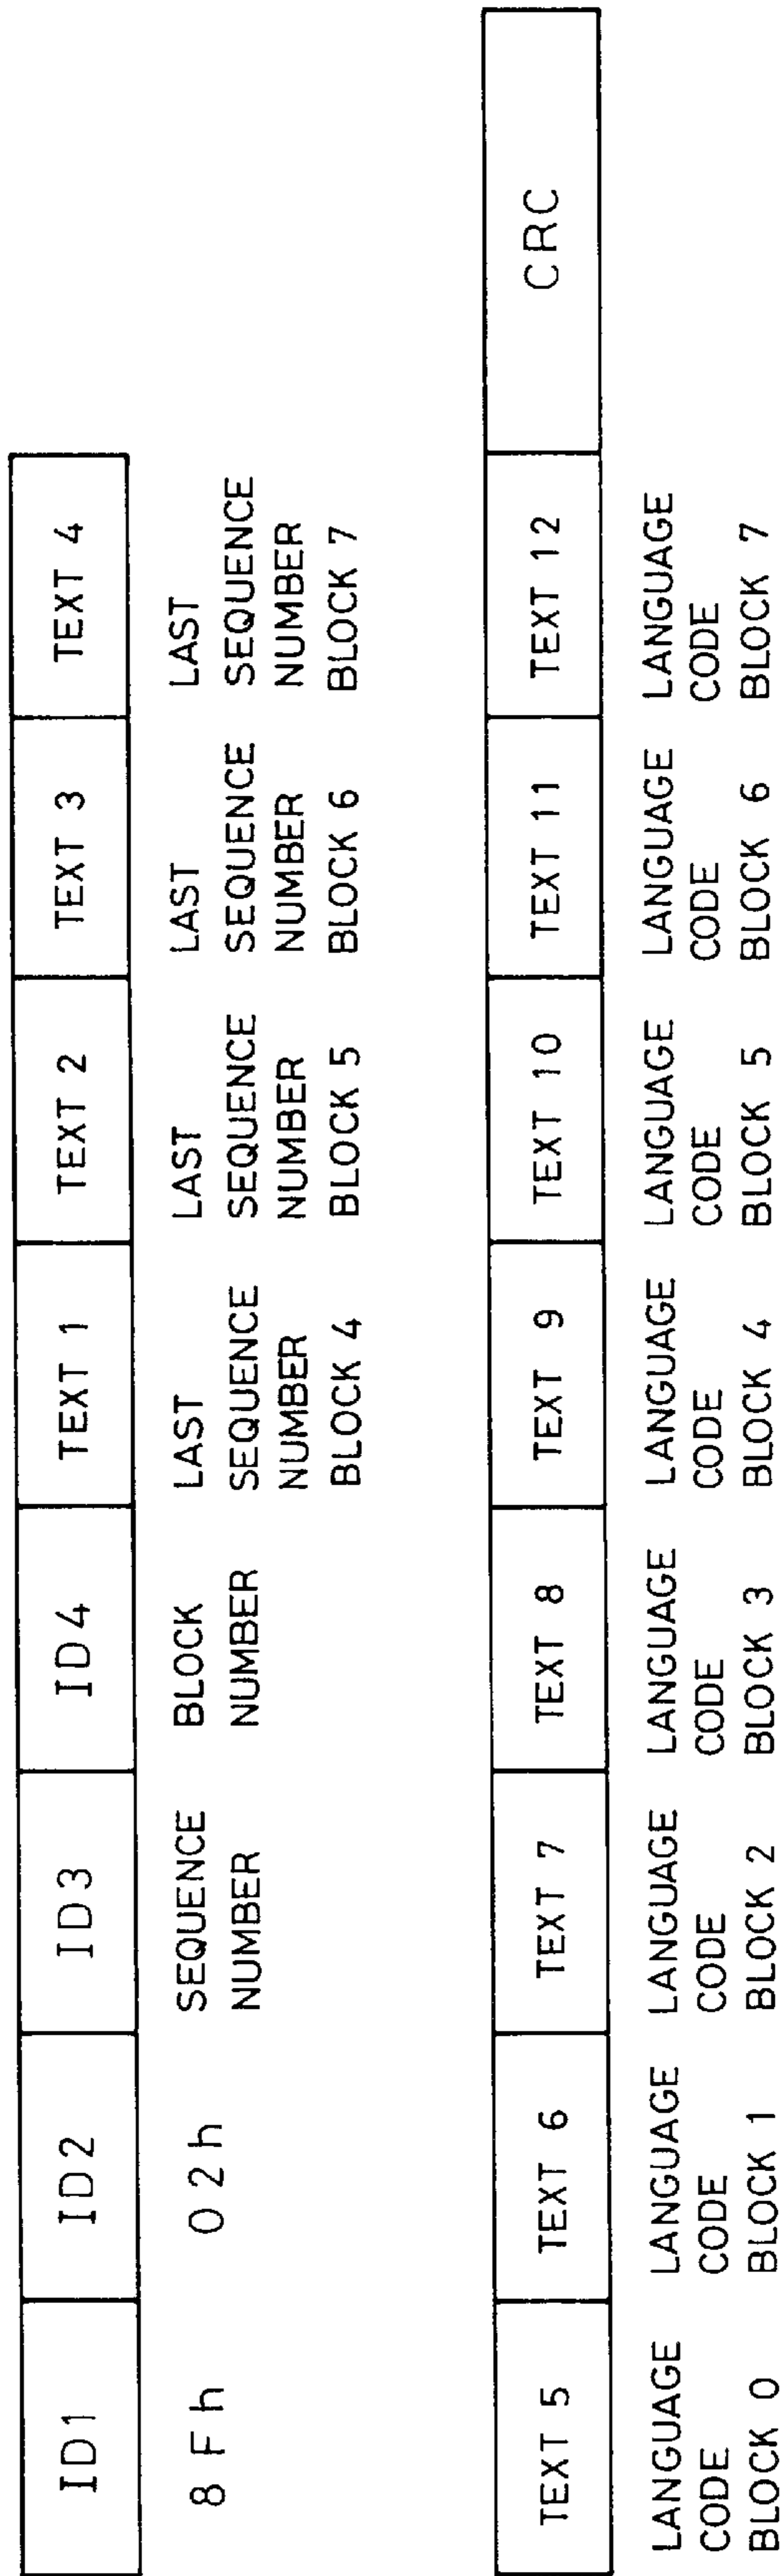 ID1 ID2 ID3 ID4 TEXT 1 TEXT 2 TEXT 3 TEXT 4
8Fh 02h SEQUENCE BLOCK LAST LAST LAST LAST
NUMBER NUMBER SEQUENCE SEQUENCE SEQUENCE SEQUENCE
NUMBER NUMBER NUMBER NUMBER
BLOCK 4 BLOCK 5 BLOCK 6 BLOCK 7
TEXT 5 TEXT 6 TEXT 7 TEXT 8 TEXT 9 TEXT 10 TEXT 11 TEXT 12 CRC
LANGUAGE LANGUAGE LANGUAGE LANGUAGE LANGUAGE LANGUAGE LANGUAGE LANGUAGE
CODE CODE CODE CODE CODE CODE CODE CODE
BLOCK 0 BLOCK 1 BLOCK 2 BLOCK 3 BLOCK 4 BLOCK 5 BLOCK 6 BLOCK 7